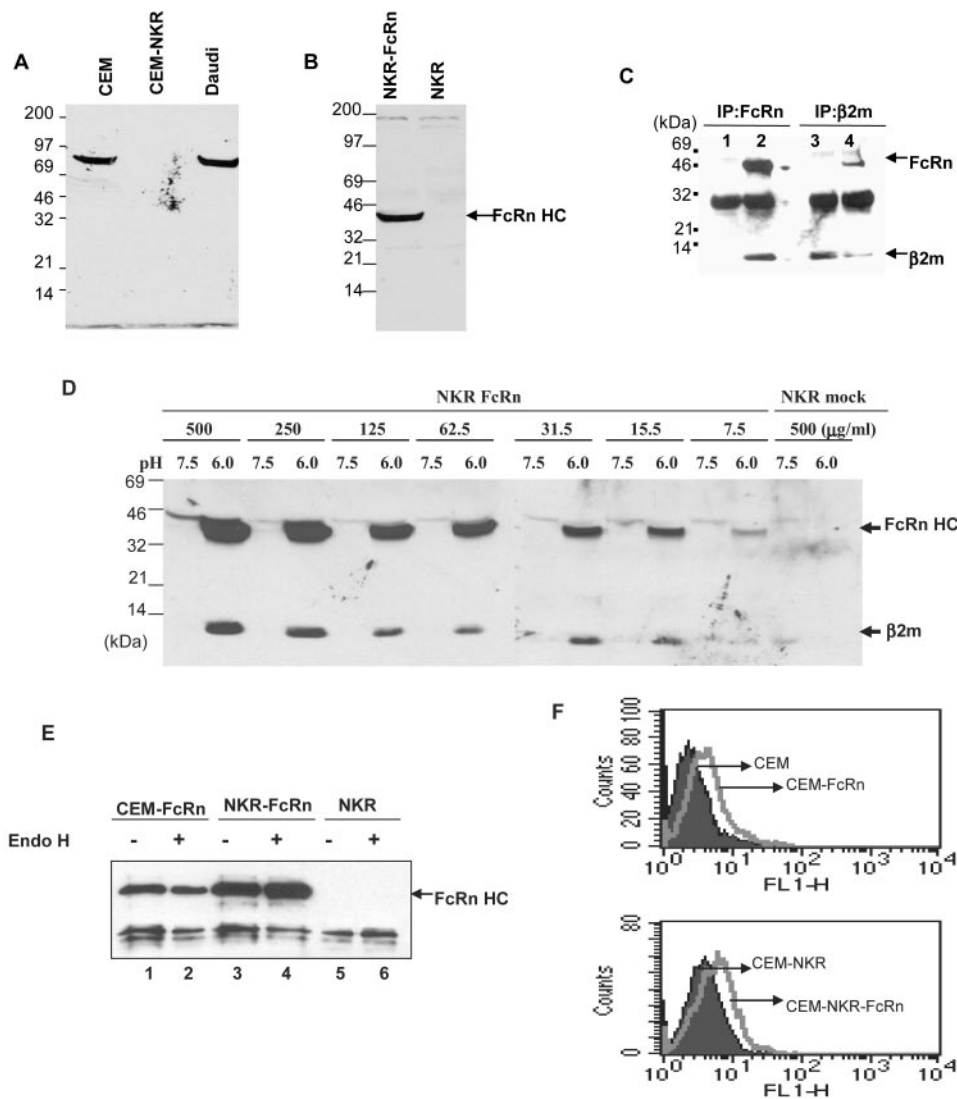 A
CEM
CEM-NKR
Daudi
200
97
69
46
32
21
14
B
NKR-FcRn
NKR
200
97
69
46
32
21
14
FcRn HC
C
IP:FcRn IP:β2m
(kDa)
1 2 3 4
69
46
32
21
14
FcRn
β2m
D
NKR FcRn NKR mock
500 250 125 62.5 31.5 15.5 7.5 500 (μg/ml)
pH 7.5 6.0 7.5 6.0 7.5 6.0 7.5 6.0 7.5 6.0 7.5 6.0 7.5 6.0 7.5 6.0
69
46
32
21
14
(kDa)
FcRn HC
β2m
E
CEM-FcRn NKR-FcRn NKR
Endo H - + - + - +
FcRn HC
1 2 3 4 5 6
F
Counts
0 20 40 60 80 100
CEM
CEM-FcRn
10⁰ 10¹ 10² 10³ 10⁴
FL1-H
Counts
0 80
CEM-NKR
CEM-NKR-FcRn
10⁰ 10¹ 10² 10³ 10⁴
FL1-H